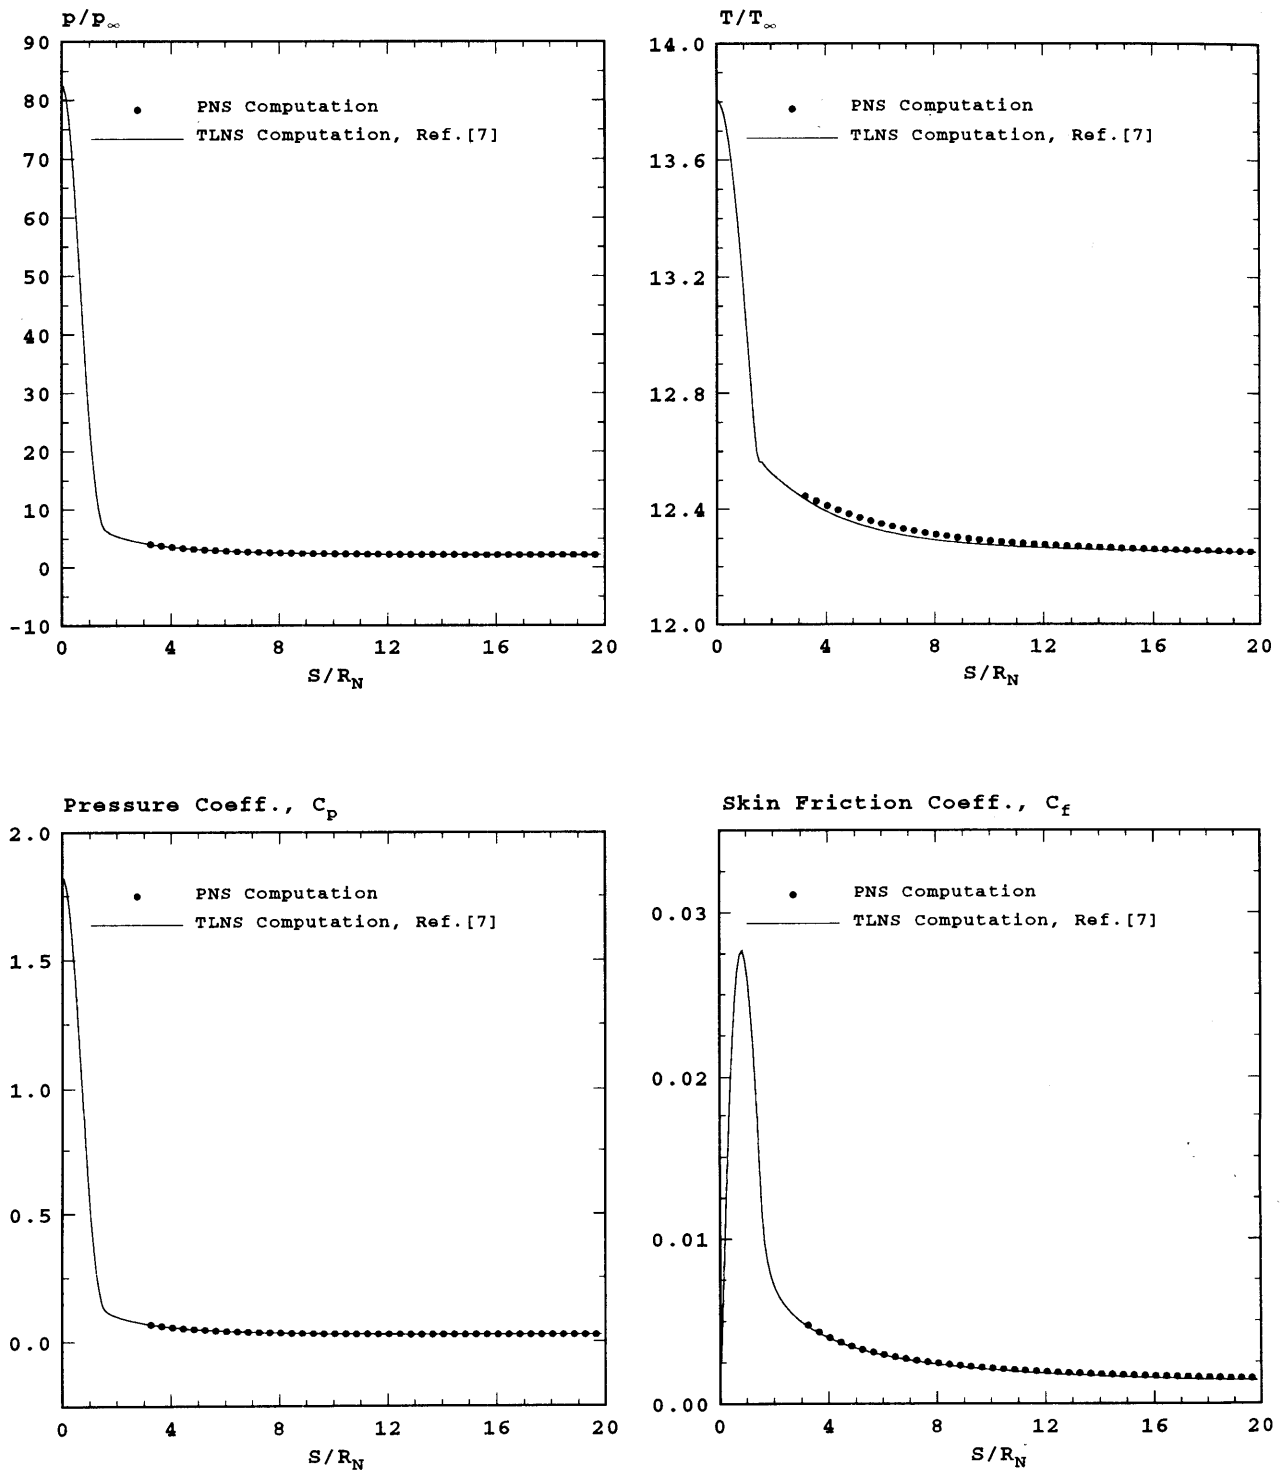 p/p∞
90
80
70
60
50
40
30
20
10
0
-10
PNS Computation
TLNS Computation, Ref.[7]
0 4 8 12 16 20
S/R_N
T/T∞
14.0
13.6
13.2
12.8
12.4
12.0
PNS Computation
TLNS Computation, Ref.[7]
4 8 12 16 20
S/R_N
Pressure Coeff., C_p
2.0
1.5
1.0
0.5
0.0
PNS Computation
TLNS Computation, Ref.[7]
0 4 8 12 16 20
S/R_N
Skin Friction Coeff., C_f
0.03
0.02
0.01
0.00
PNS Computation
TLNS Computation, Ref.[7]
0 4 8 12 16 20
S/R_N